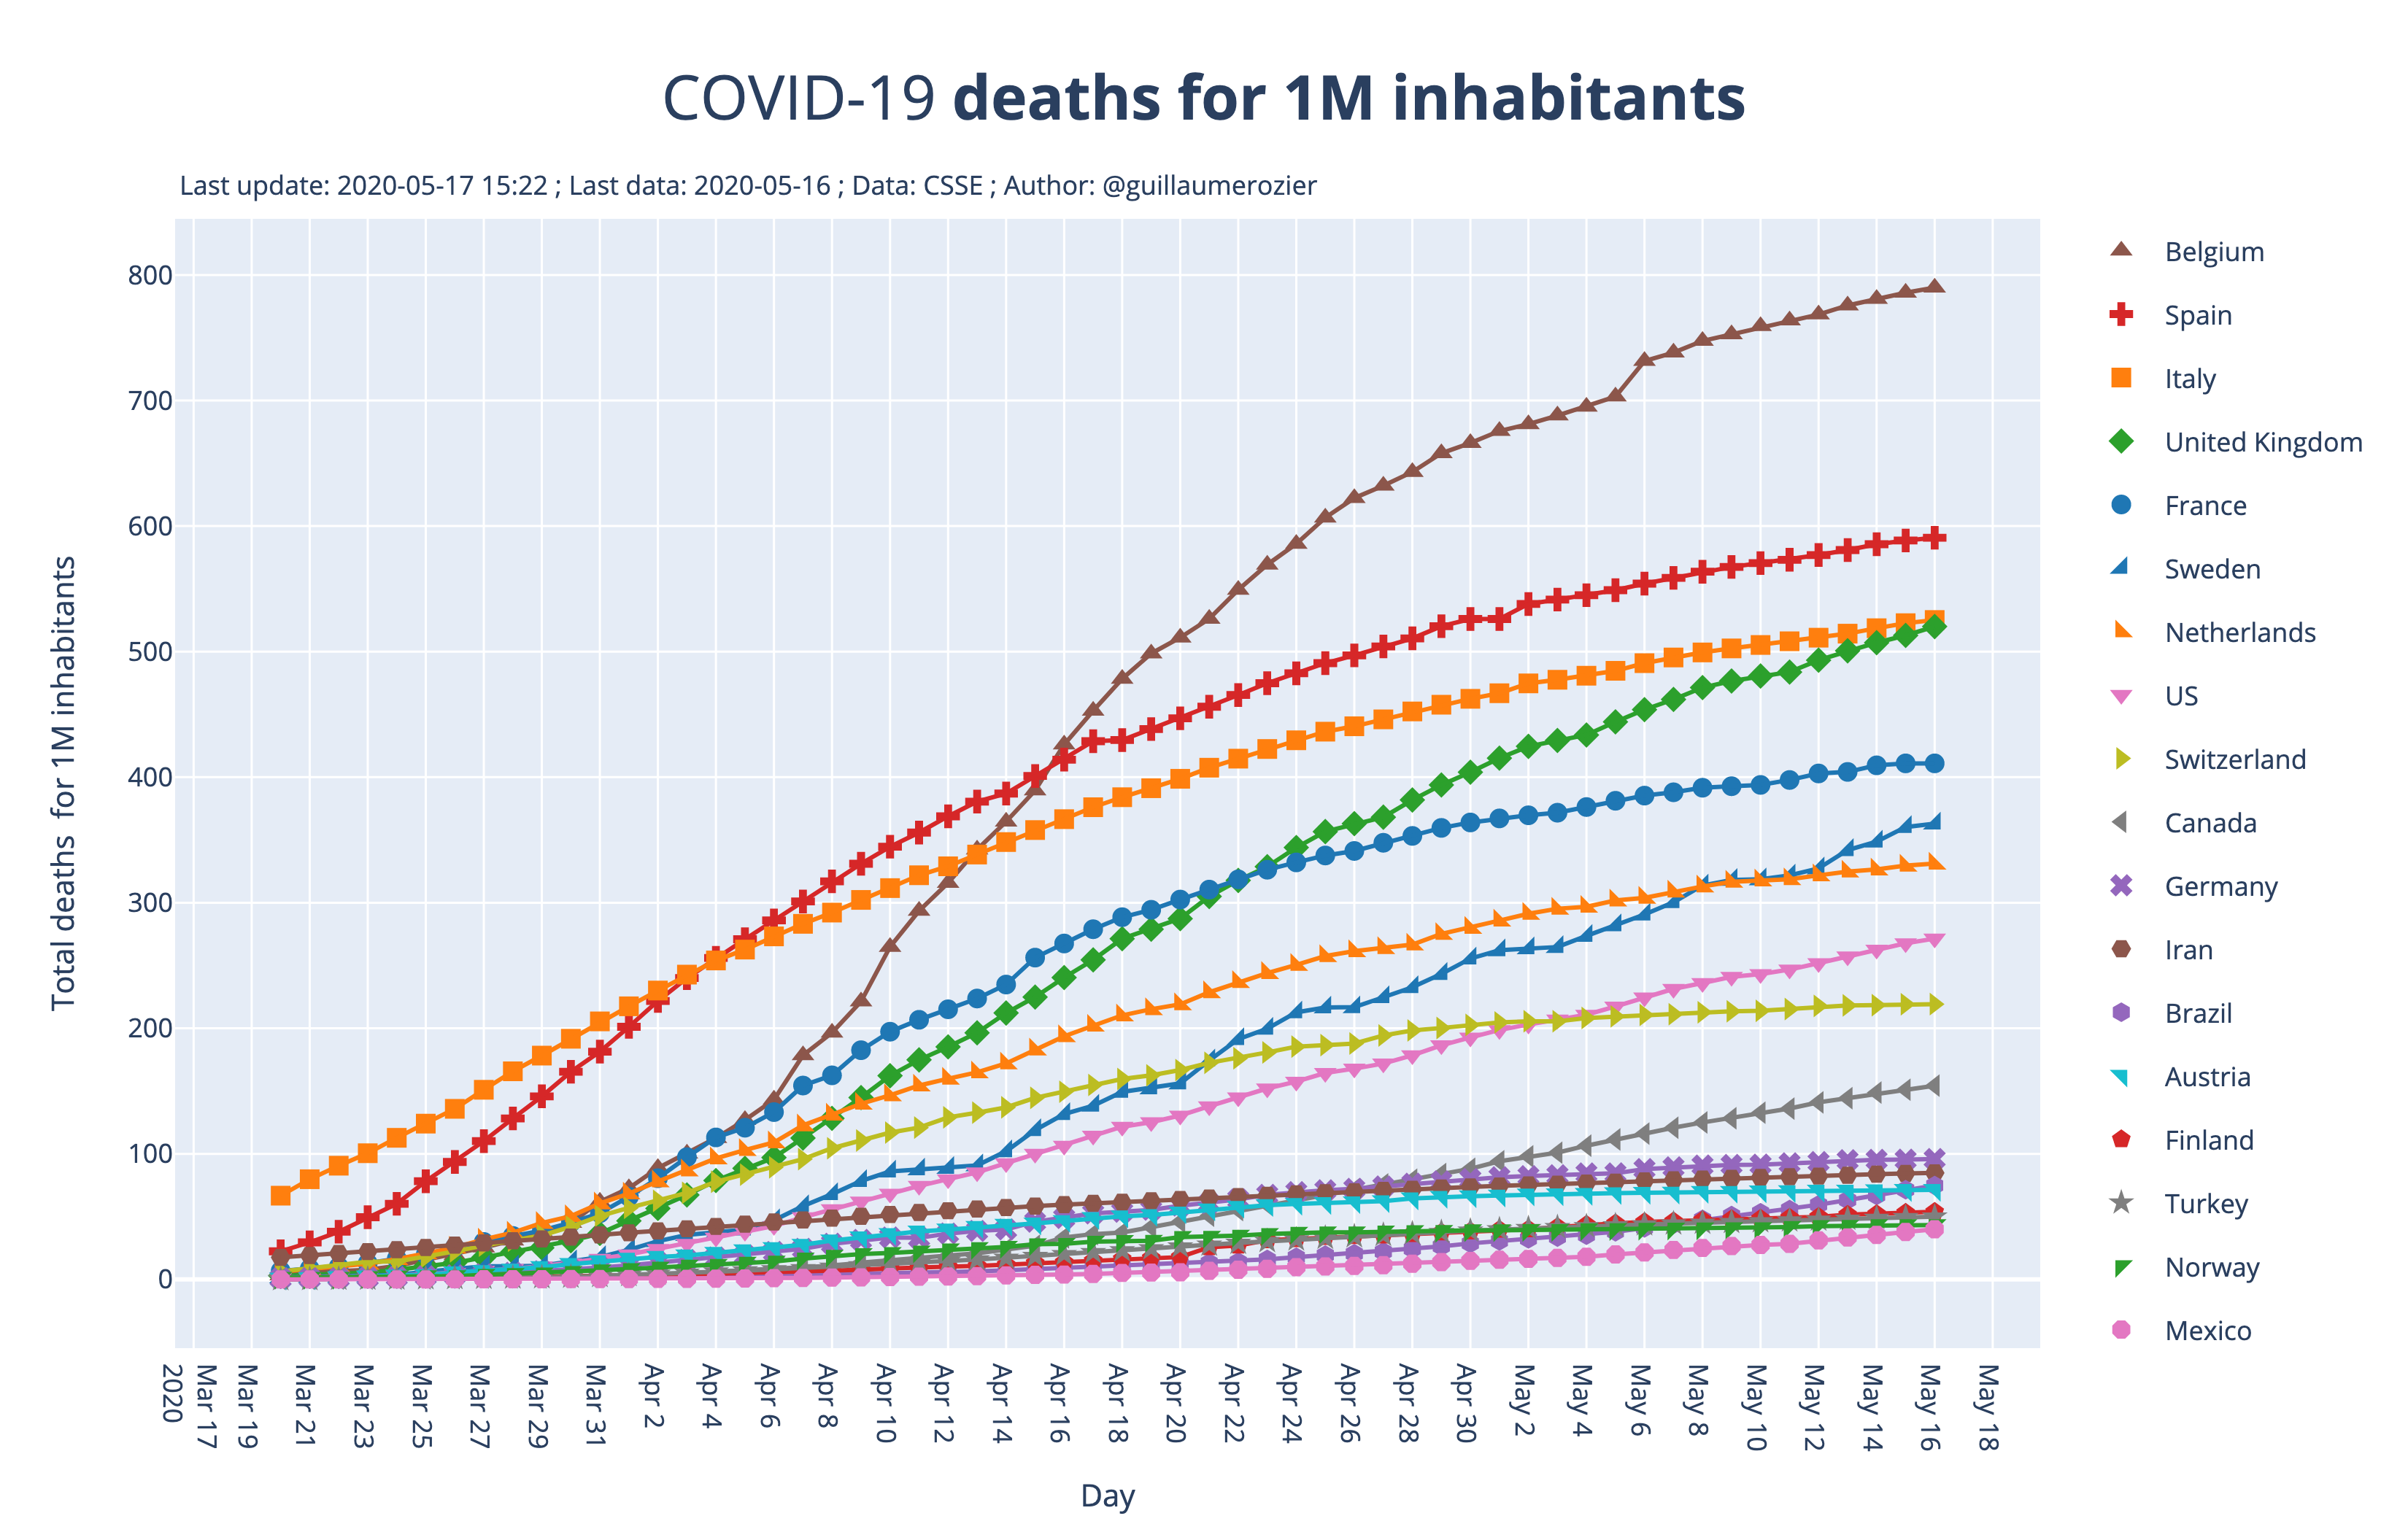 COVID-19 deaths for 1M inhabitants
Last update: 2020-05-17 15:22 ; Last data: 2020-05-16 ; Data: CSSE ; Author: @guillaumerozier
Total deaths for 1M inhabitants
800
700
600
500
400
300
200
100
0
Mar 17
2020
Mar 19
Mar 21
Mar 23
Mar 25
Mar 27
Mar 29
Mar 31
Apr 2
Apr 4
Apr 6
Apr 8
Apr 10
Apr 12
Apr 14
Apr 16
Apr 18
Apr 20
Apr 22
Apr 24
Apr 26
Apr 28
Apr 30
May 2
May 4
May 6
May 8
May 10
May 12
May 14
May 16
May 18
Day
Belgium
Spain
Italy
United Kingdom
France
Sweden
Netherlands
US
Switzerland
Canada
Germany
Iran
Brazil
Austria
Finland
Turkey
Norway
Mexico